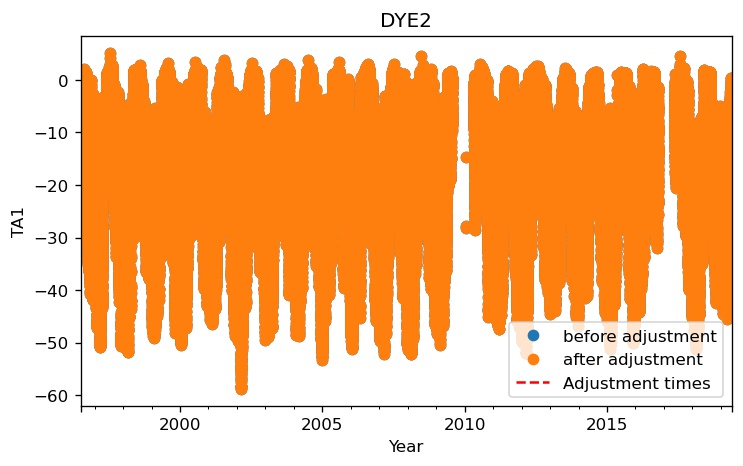 DYE2
0
−10
−20
−30
−40
−50
−60
TA1
before adjustment
after adjustment
Adjustment times
2000 2005 2010 2015
Year